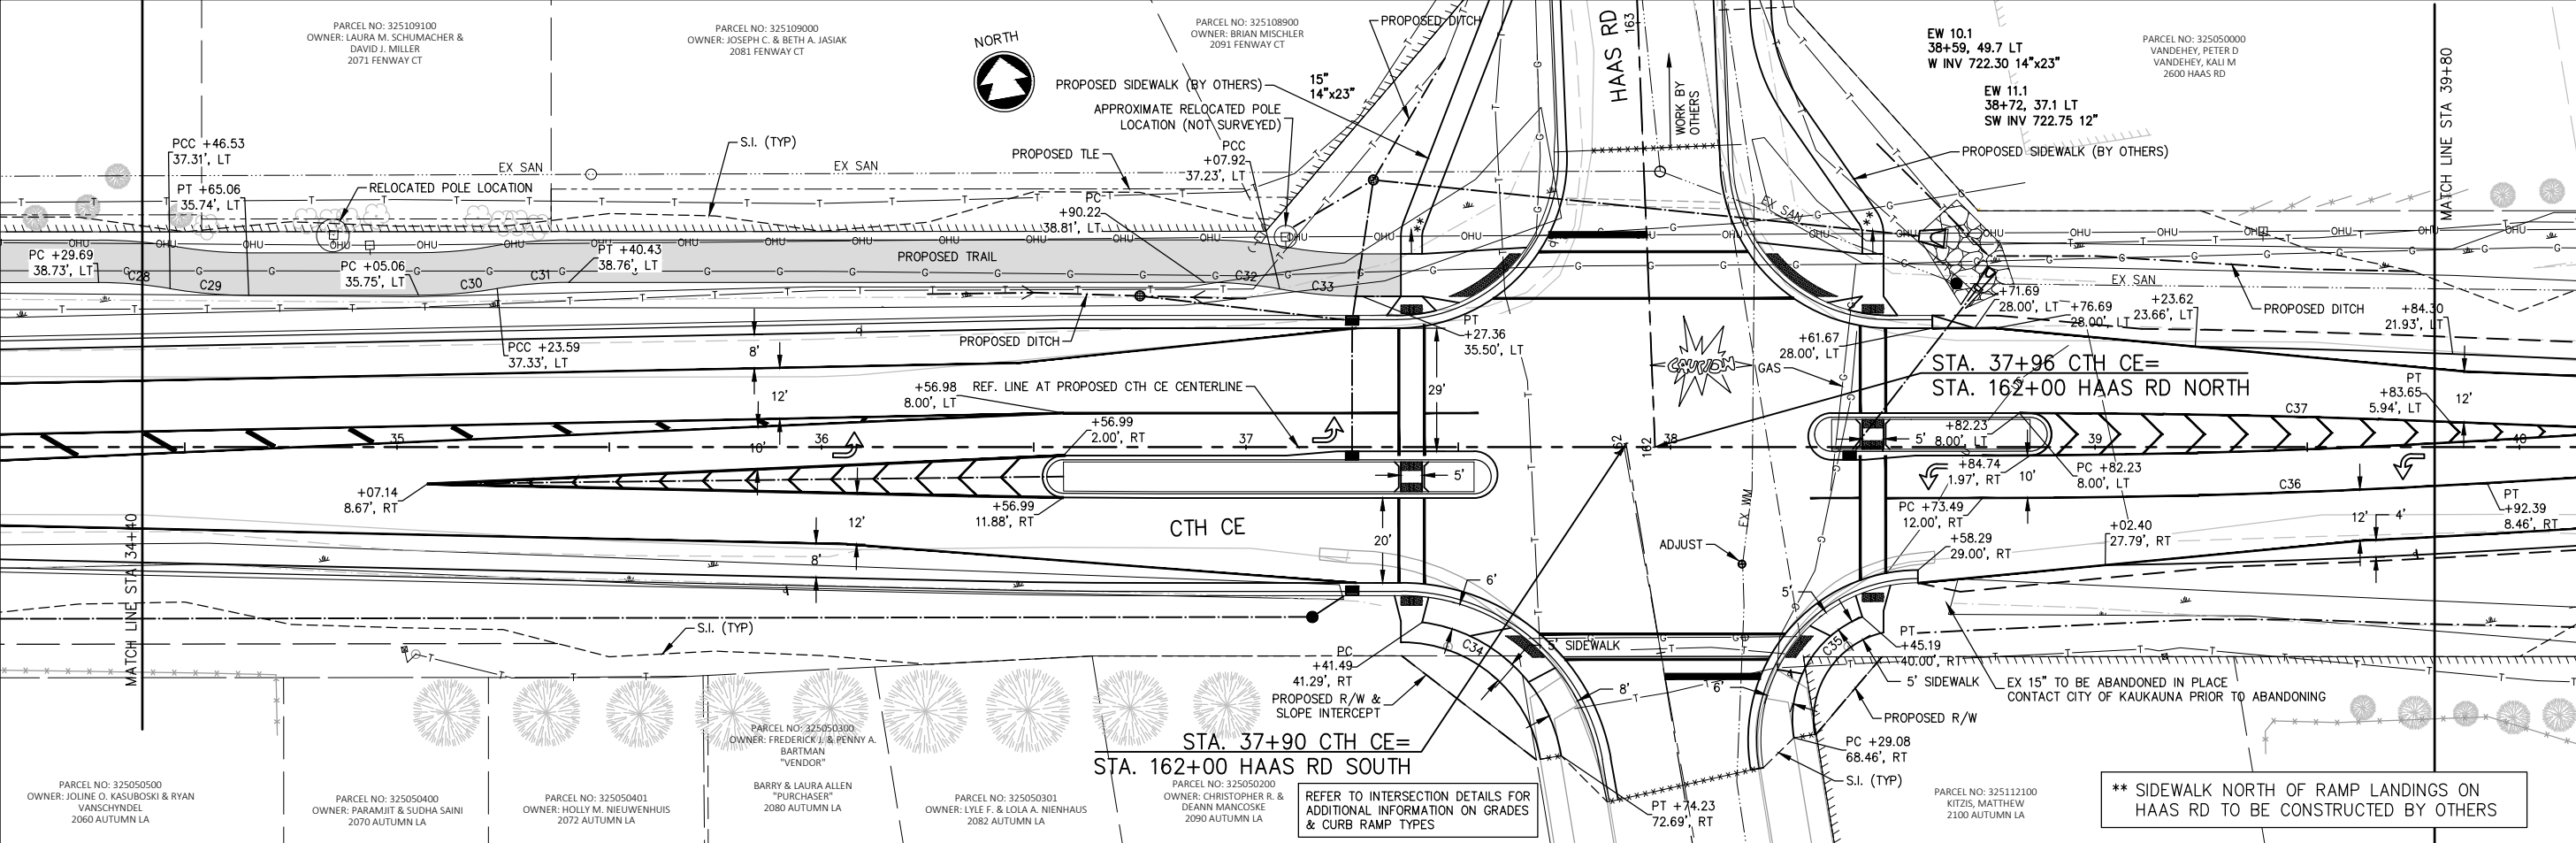 PARCEL NO: 325109100
OWNER: LAURA M. SCHUMACHER &
DAVID J. MILLER
2071 FENWAY CT
PARCEL NO: 325109000
OWNER: JOSEPH C. & BETH A. JASIAK
2081 FENWAY CT
NORTH
PARCEL NO: 325108900
OWNER: BRIAN MISCHLER
2091 FENWAY CT
PROPOSED DITCH
HAAS RD
163
WORK BY
OTHERS
EW 10.1
38+59, 49.7 LT
W INV 722.30 14"x23"
EW 11.1
38+72, 37.1 LT
SW INV 722.75 12"
PARCEL NO: 325050000
VANDEHEY, PETER D
VANDEHEY, KALI M
2600 HAAS RD
MATCH LINE STA 39+80
PROPOSED SIDEWALK (BY OTHERS)
15"
14"x23"
APPROXIMATE RELOCATED POLE
LOCATION (NOT SURVEYED)
PROPOSED SIDEWALK (BY OTHERS)
PCC +46.53
37.31', LT
PT +65.06
35.74', LT
S.I. (TYP)
EX SAN
EX SAN
PROPOSED TLE
PCC
+07.92
37.23', LT
RELOCATED POLE LOCATION
PC
+90.22
38.81', LT
EX SAN
**
**
OHU OHU OHU OHU OHU OHU OHU OHU OHU OHU OHU OHU OHU
PC +29.69
38.73', LT
C28
C29
PC +05.06
35.75', LT
C30
C31
PT +40.43
38.76', LT
PROPOSED TRAIL
C32
C33
EX SAN
PROPOSED DITCH
+71.69
28.00', LT
+76.69
28.00', LT
+23.62
23.66', LT
+84.30
21.93', LT
PCC +23.59
37.33', LT
8'
PROPOSED DITCH
PT
+27.36
35.50', LT
CAUTION
GAS
+61.67
28.00', LT
STA. 37+96 CTH CE=
STA. 162+00 HAAS RD NORTH
12'
+56.98
8.00', LT
REF. LINE AT PROPOSED CTH CE CENTERLINE
29'
PT
+83.65
5.94', LT
12'
C37
35
10'
36
+56.99
2.00', RT
37
162
162
38
5'
+82.23
8.00', LT
39
40
5'
+84.74
1.97', RT
10'
PC +82.23
8.00', LT
C36
+07.14
8.67', RT
+56.99
11.88', RT
PC +73.49
12.00', RT
PT
+92.39
8.46', RT
MATCH LINE STA 34+40
12'
8'
CTH CE
20'
EX WM
ADJUST
+58.29
29.00', RT
+02.40
27.79', RT
12'
4'
6'
5'
S.I. (TYP)
C34
5' SIDEWALK
C35
PT
+45.19
40.00', RT
5' SIDEWALK
PC
+41.49
41.29', RT
PROPOSED R/W &
SLOPE INTERCEPT
8'
6'
EX 15" TO BE ABANDONED IN PLACE
CONTACT CITY OF KAUKAUNA PRIOR TO ABANDONING
PROPOSED R/W
STA. 37+90 CTH CE=
STA. 162+00 HAAS RD SOUTH
PC +29.08
68.46', RT
S.I. (TYP)
PT +74.23
72.69', RT
PARCEL NO: 325050500
OWNER: JOLINE O. KASUBOSKI & RYAN
VANSCHYNDEL
2060 AUTUMN LA
PARCEL NO: 325050400
OWNER: PARAMJIT & SUDHA SAINI
2070 AUTUMN LA
PARCEL NO: 325050401
OWNER: HOLLY M. NIEUWENHUIS
2072 AUTUMN LA
PARCEL NO: 325050300
OWNER: FREDERICK J. & PENNY A.
BARTMAN
"VENDOR"
BARRY & LAURA ALLEN
"PURCHASER"
2080 AUTUMN LA
PARCEL NO: 325050301
OWNER: LYLE F. & LOLA A. NIENHAUS
2082 AUTUMN LA
PARCEL NO: 325050200
OWNER: CHRISTOPHER R. &
DEANN MANCOSKE
2090 AUTUMN LA
REFER TO INTERSECTION DETAILS FOR
ADDITIONAL INFORMATION ON GRADES
& CURB RAMP TYPES
PARCEL NO: 325112100
KITZIS, MATTHEW
2100 AUTUMN LA
** SIDEWALK NORTH OF RAMP LANDINGS ON
HAAS RD TO BE CONSTRUCTED BY OTHERS